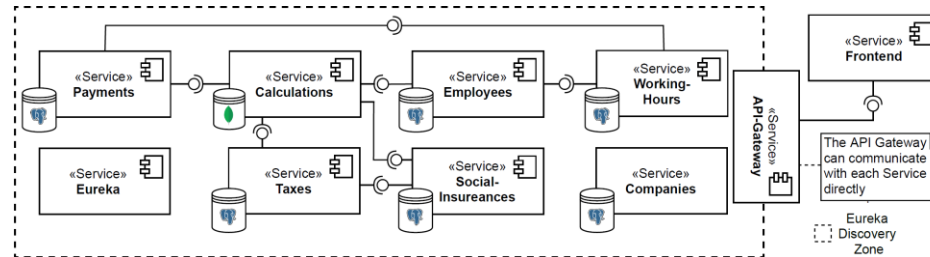 «Service»
Payments
«Service»
Calculations
«Service»
Employees
«Service»
Working-
Hours
«Service»
Frontend
«Service»
API-Gateway
«Service»
Eureka
«Service»
Taxes
«Service»
Social-
Insureances
«Service»
Companies
The API Gateway
can communicate
with each Service
directly
Eureka
Discovery
Zone